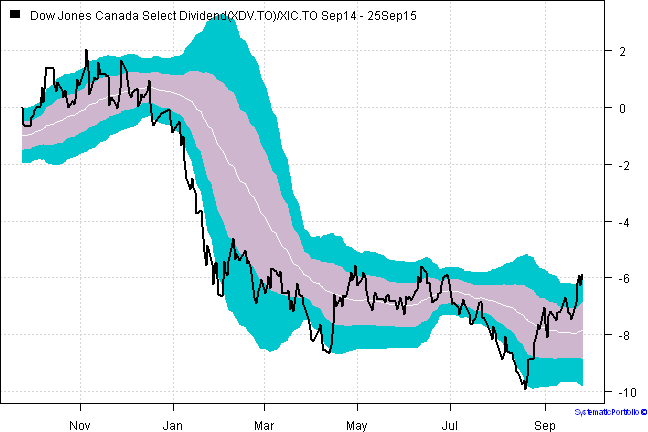 Dow Jones Canada Select Dividend(XDV.TO)/XIC.TO Sep14 - 25Sep15
2
0
-2
-4
-6
-8
-10
Nov Jan Mar May Jul Sep
SystematicPortfolio ©